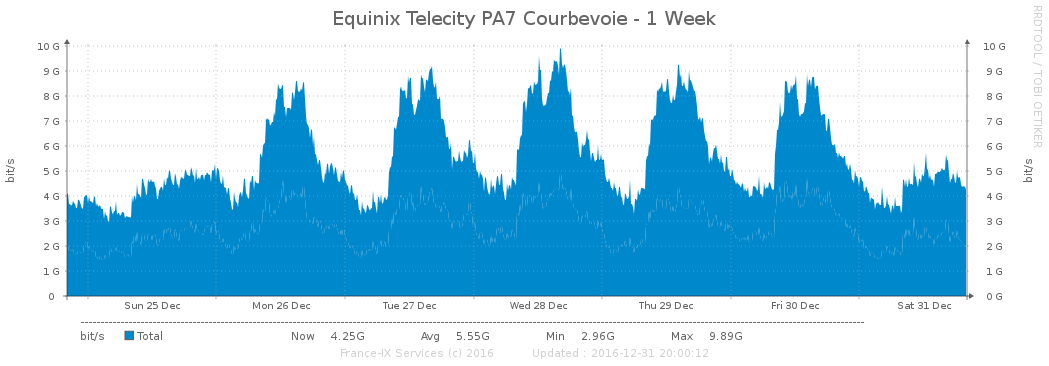 Equinix Telecity PA7 Courbevoie - 1 Week
RRDTOOL / TOBI OETIKER
bit/s
bit/s
10 G 10 G
9 G 9 G
8 G 8 G
7 G 7 G
6 G 6 G
5 G 5 G
4 G 4 G
3 G 3 G
2 G 2 G
1 G 1 G
0 0 G
Sun 25 Dec Mon 26 Dec Tue 27 Dec Wed 28 Dec Thu 29 Dec Fri 30 Dec Sat 31 Dec
bit/s Total Now 4.25G Avg 5.55G Min 2.96G Max 9.89G
France-IX Services (c) 2016 Updated : 2016-12-31 20:00:12